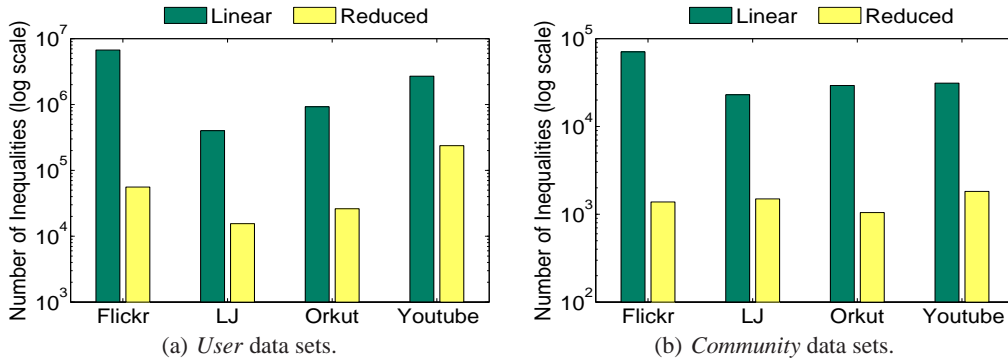 Linear Reduced
Number of Inequalities (log scale)
10^7
10^6
10^5
10^4
10^3
Flickr LJ Orkut Youtube
(a) User data sets.
Linear Reduced
Number of Inequalities (log scale)
10^5
10^4
10^3
10^2
Flickr LJ Orkut Youtube
(b) Community data sets.